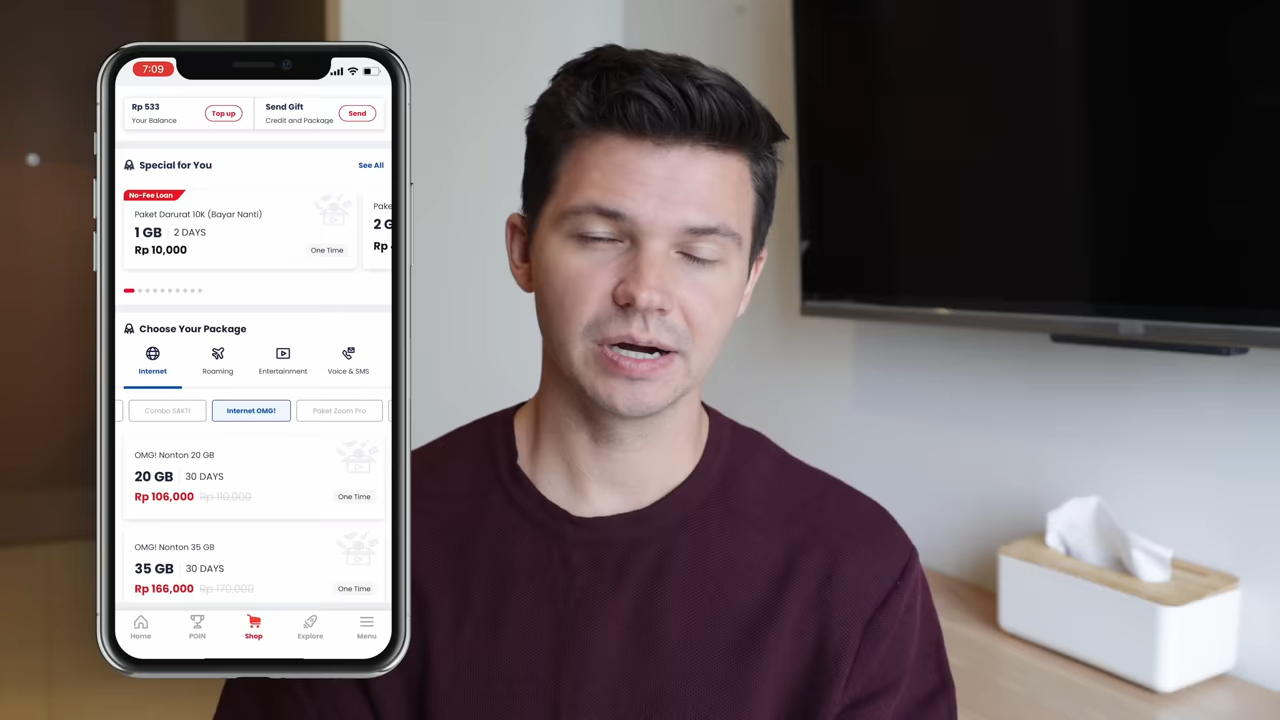 7:09
Rp 533
Your Balance
Top up
Send Gift
Credit and Package
Send
Special for You
See All
No-Fee Loan
Paket Darurat 10K (Bayar Nanti)
1 GB 2 DAYS
Rp 10,000
One Time
Pake
2 G
Rp
Choose Your Package
Internet
Roaming
Entertainment
Voice & SMS
Combo SAKTI
Internet OMG!
Paket Zoom Pro
OMG! Nonton 20 GB
20 GB 30 DAYS
Rp 106,000 Rp 110,000
One Time
OMG! Nonton 35 GB
35 GB 30 DAYS
Rp 166,000 Rp 170,000
One Time
Home
POIN
Shop
Explore
Menu